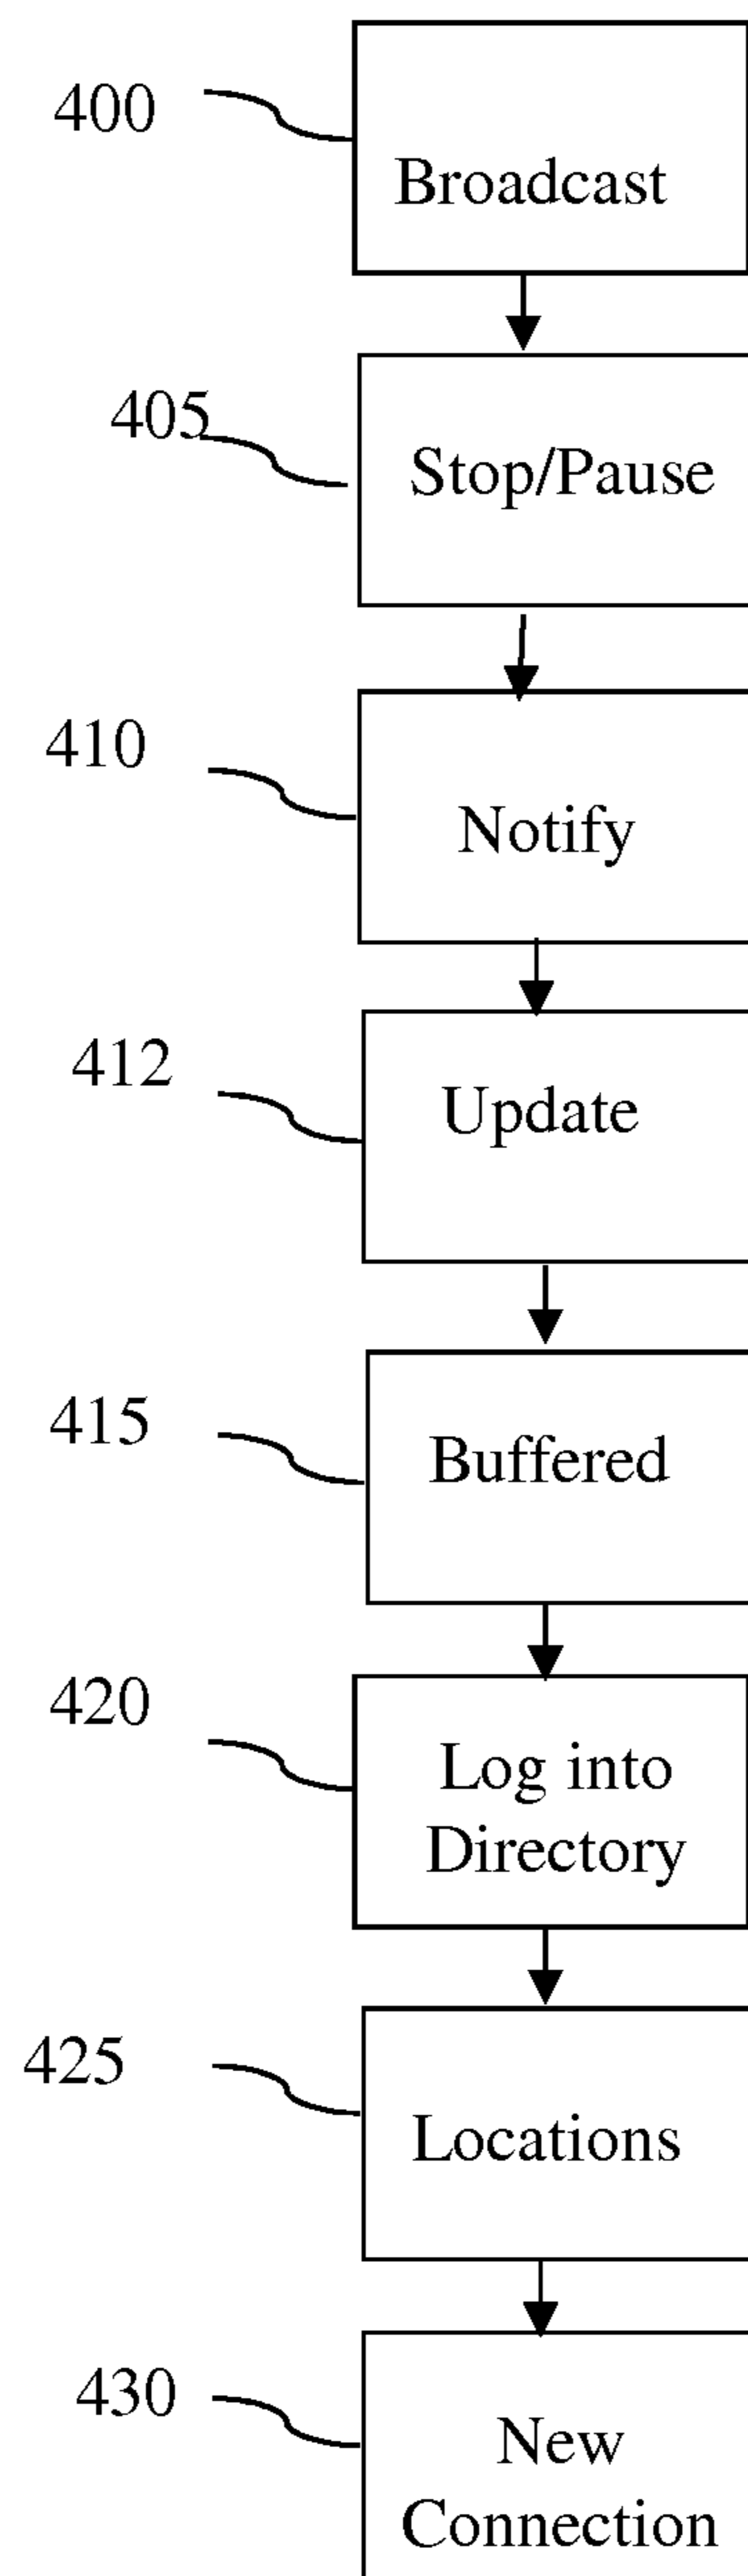 400
Broadcast
405
Stop/Pause
410
Notify
412
Update
415
Buffered
420
Log into
Directory
425
Locations
430
New
Connection